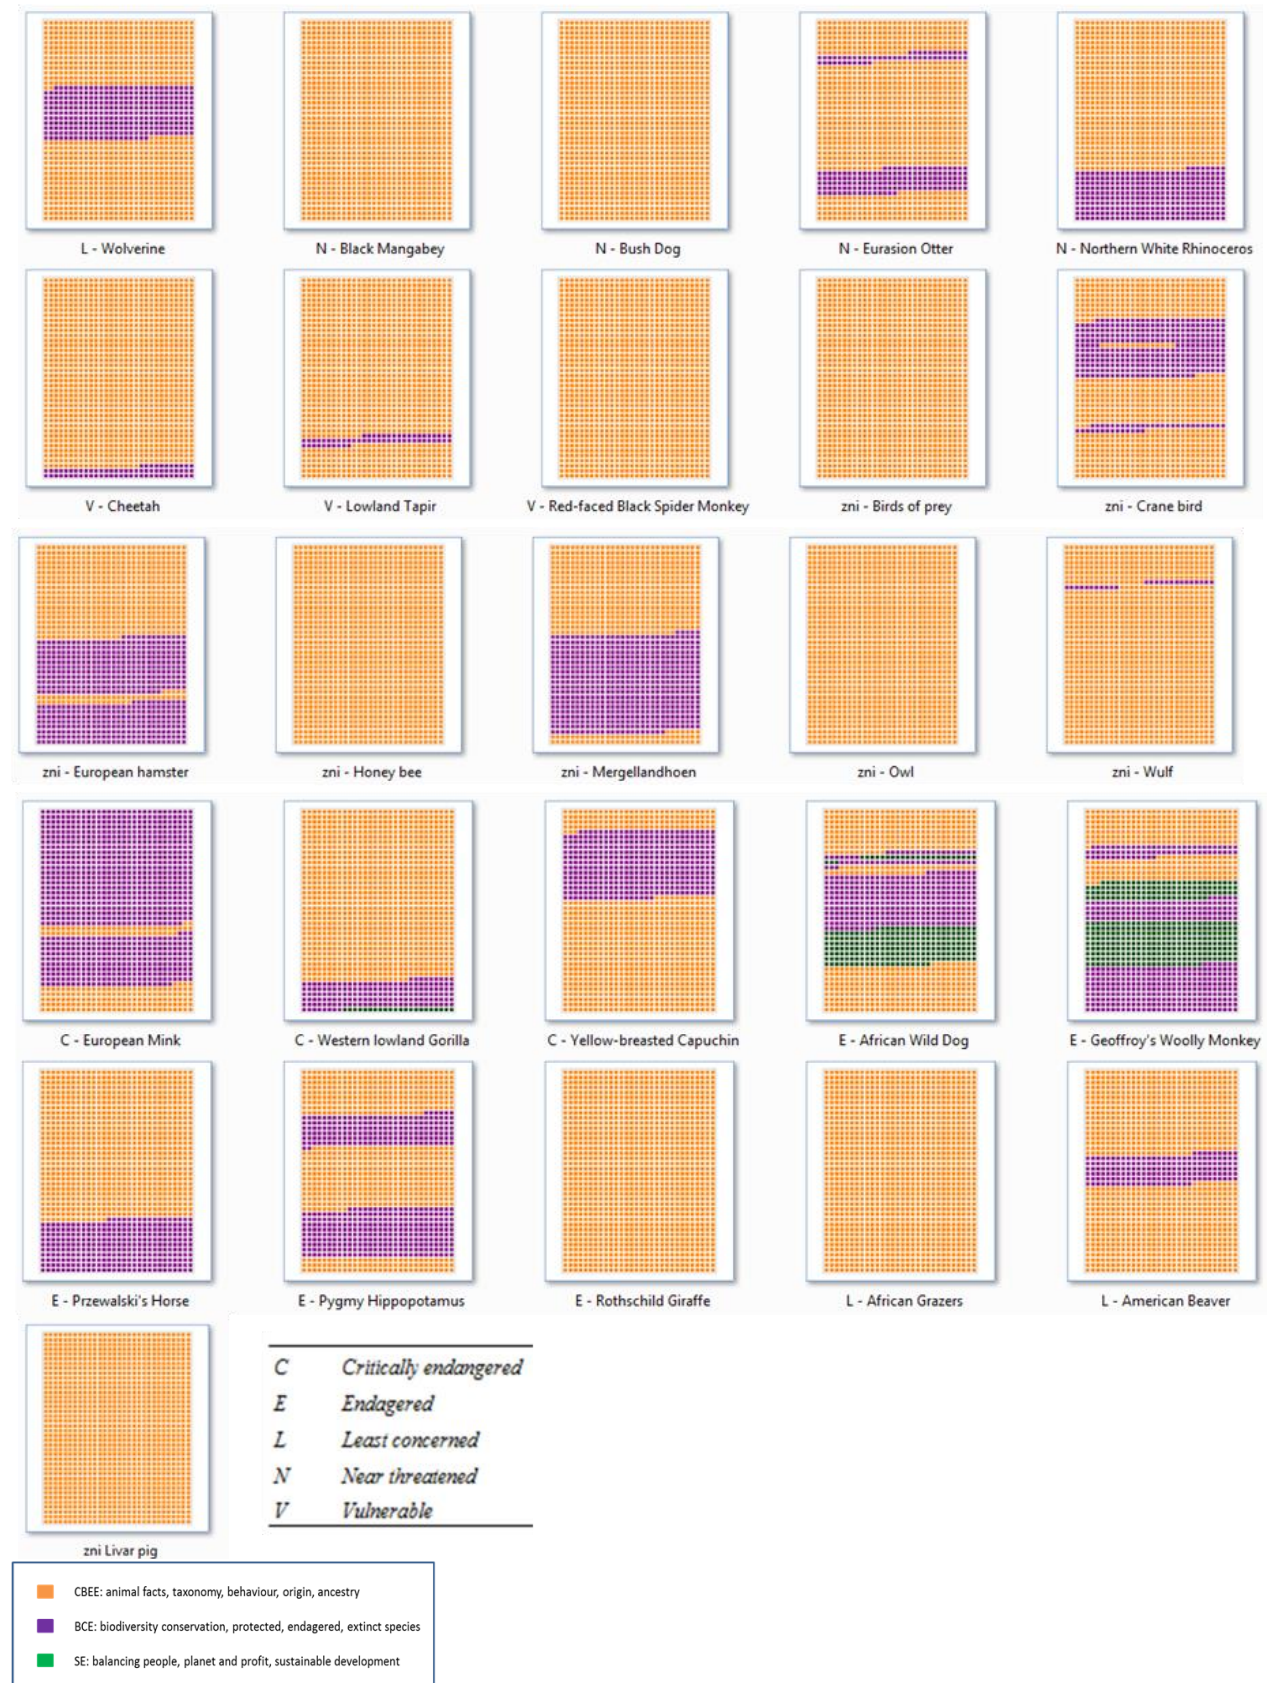 L - Wolverine
N - Black Mangabey
N - Bush Dog
N - Eurasion Otter
N - Northern White Rhinoceros
V - Cheetah
V - Lowland Tapir
V - Red-faced Black Spider Monkey
zni - Birds of prey
zni - Crane bird
zni - European hamster
zni - Honey bee
zni - Mergellandhoen
zni - Owl
zni - Wulf
C - European Mink
C - Western lowland Gorilla
C - Yellow-breasted Capuchin
E - African Wild Dog
E - Geoffroy's Woolly Monkey
E - Przewalski's Horse
E - Pygmy Hippopotamus
E - Rothschild Giraffe
L - African Grazers
L - American Beaver
zni Livar pig
C Critically endangered
E Endagered
L Least concerned
N Near threatened
V Vulnerable
CBEE: animal facts, taxonomy, behaviour, origin, ancestry
BCE: biodiversity conservation, protected, endagered, extinct species
SE: balancing people, planet and profit, sustainable development